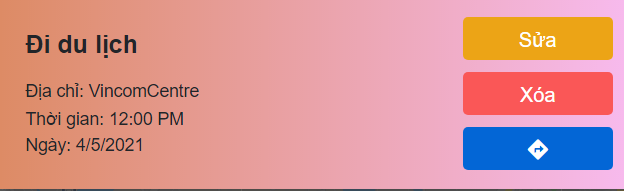 Đi du lịch
Địa chỉ: VincomCentre
Thời gian: 12:00 PM
Ngày: 4/5/2021
Sửa
Xóa